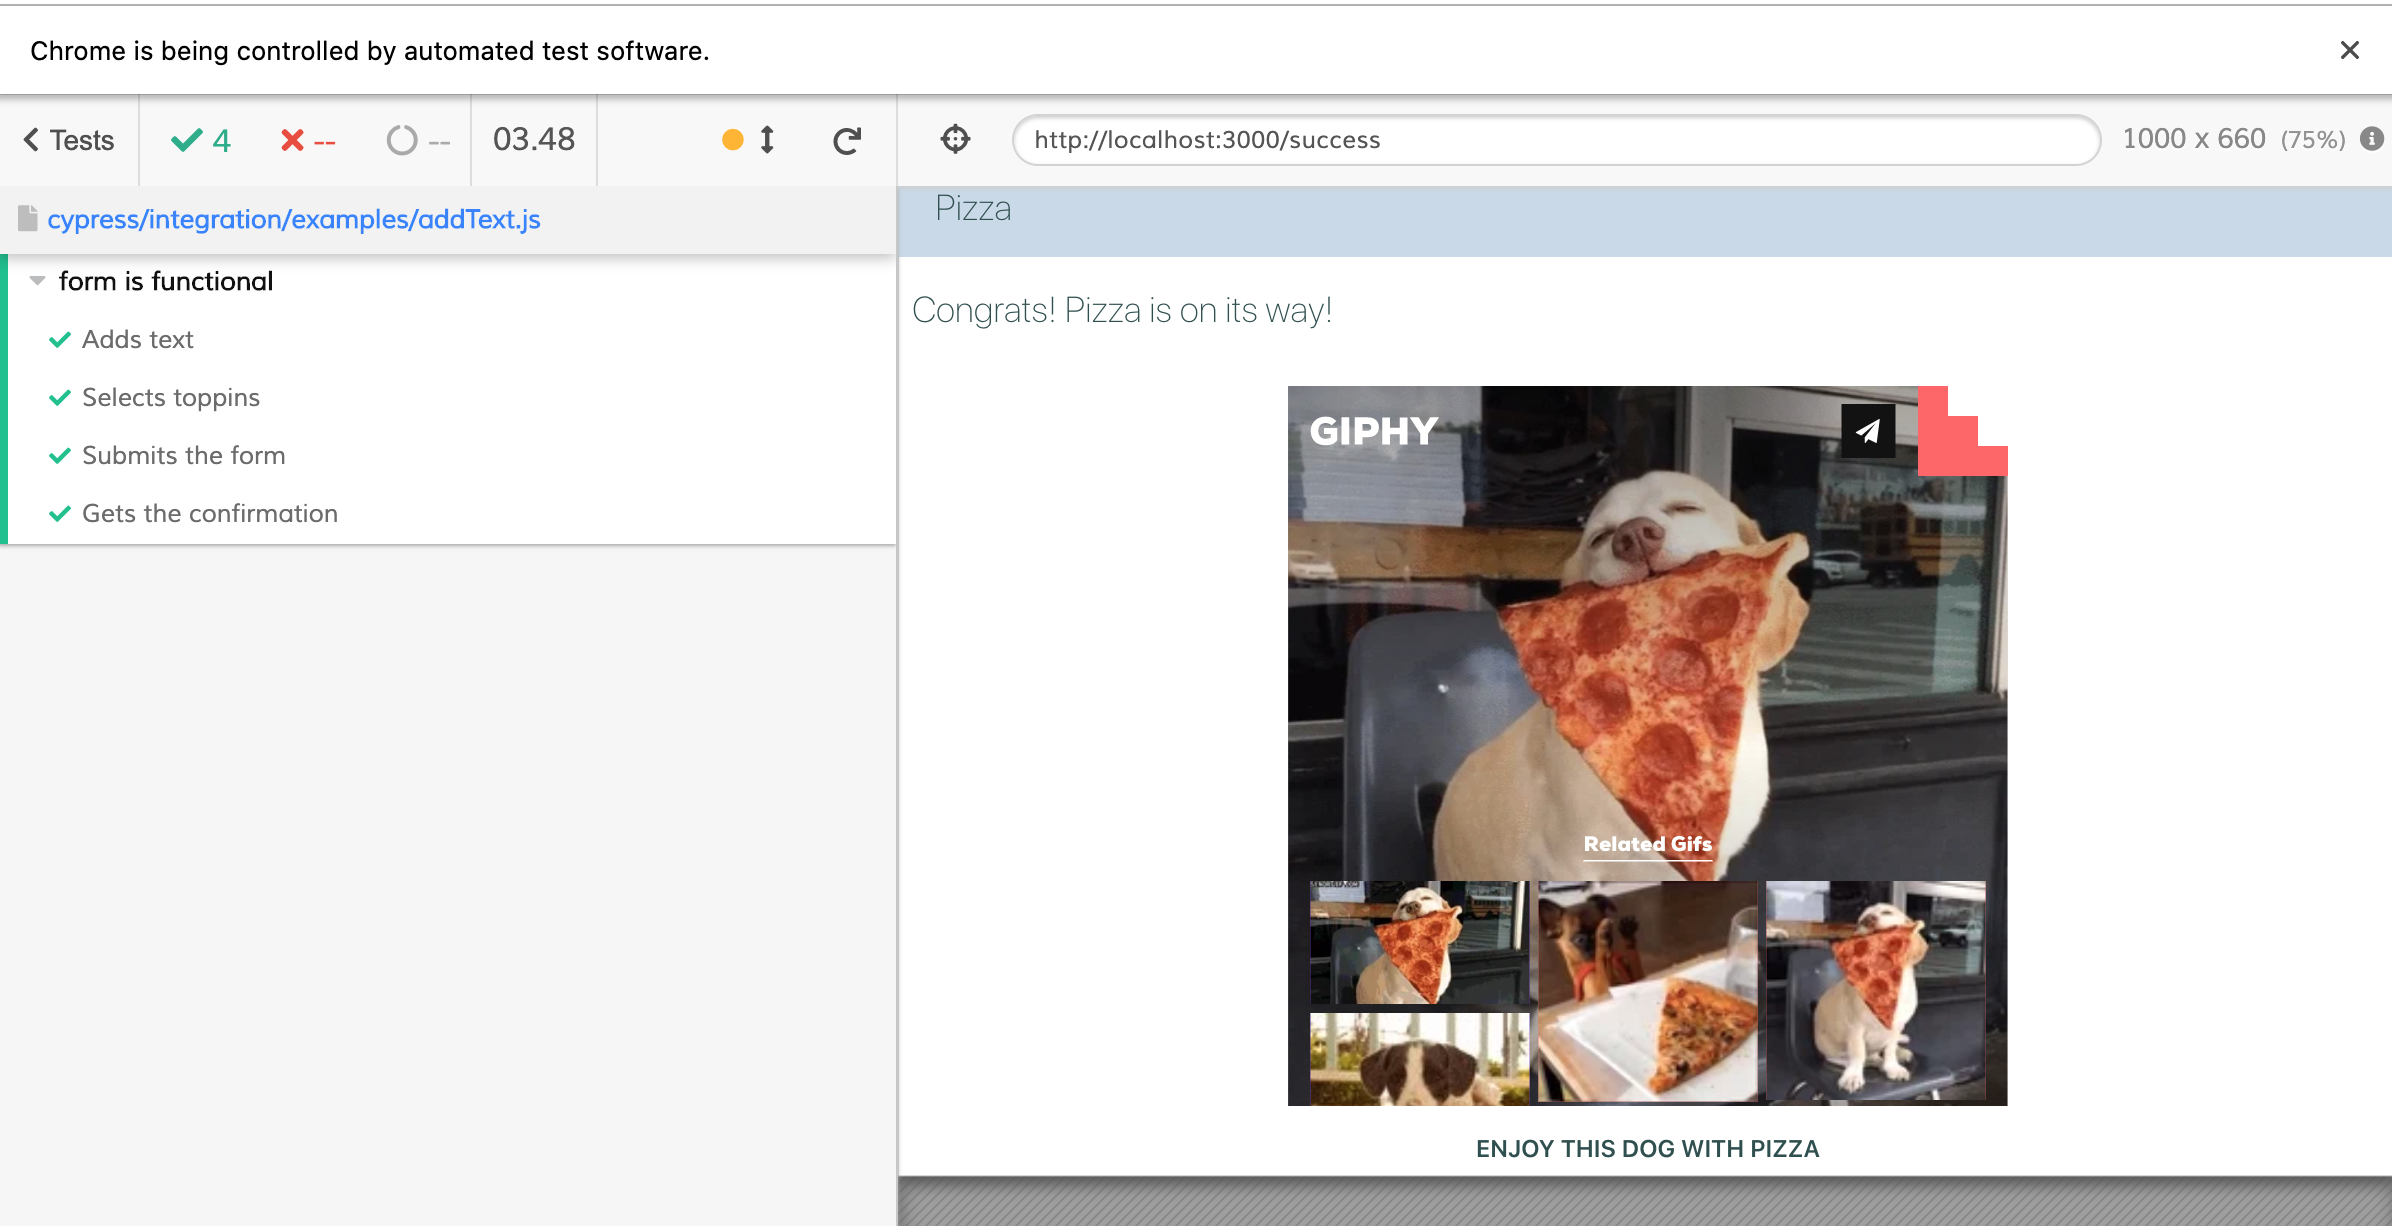 Chrome is being controlled by automated test software.
Tests
4
--
--
03.48
http://localhost:3000/success
1000 x 660 (75%)
cypress/integration/examples/addText.js
form is functional
Adds text
Selects toppins
Submits the form
Gets the confirmation
Pizza
Congrats! Pizza is on its way!
GIPHY
Related Gifs
ENJOY THIS DOG WITH PIZZA